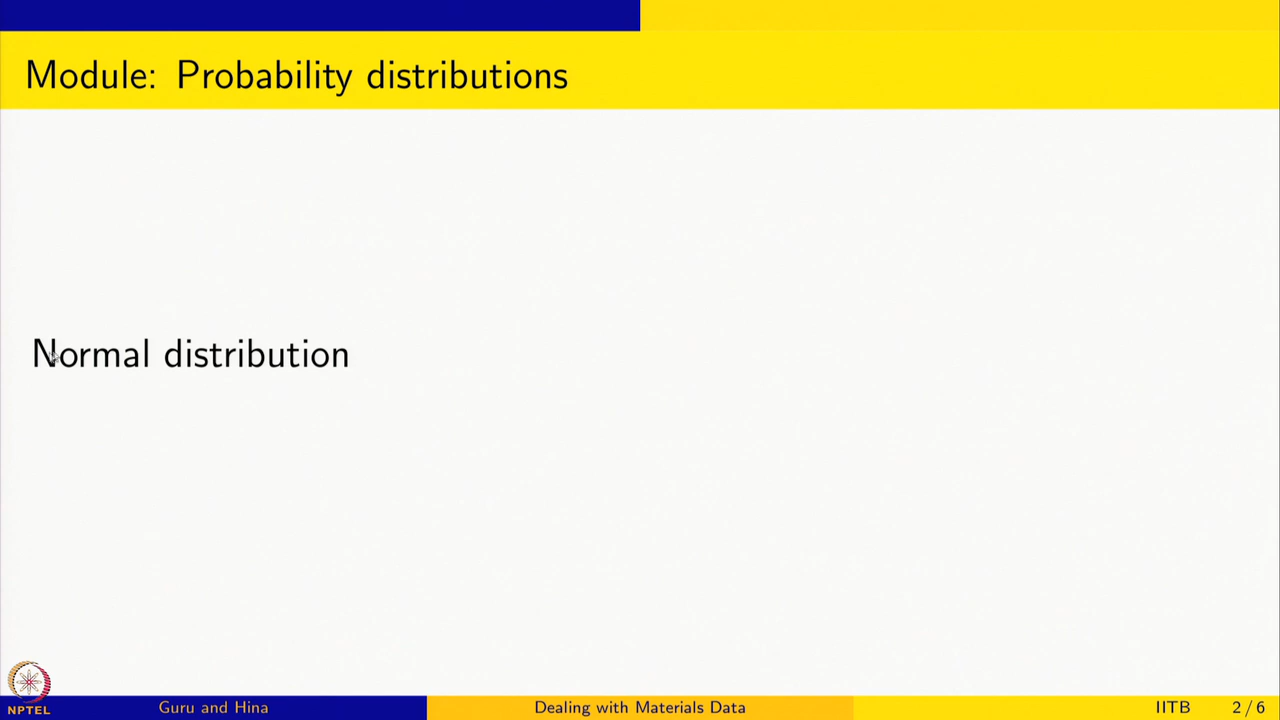 Module: Probability distributions
Normal distribution
NPTEL
Guru and Hina
Dealing with Materials Data
IITB
2 / 6